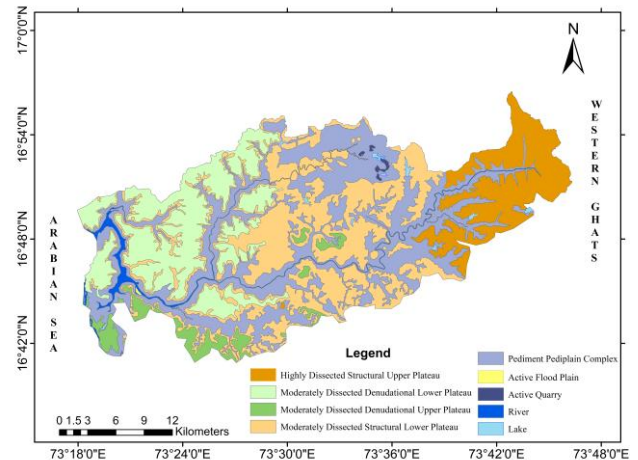 17°0'0"N
16°54'0"N
16°48'0"N
16°42'0"N
N
ARABIAN SEA
WESTERN GHATS
Legend
Highly Dissected Structural Upper Plateau
Moderately Dissected Denudational Lower Plateau
Moderately Dissected Denudational Upper Plateau
Moderately Dissected Structural Lower Plateau
Pediment Pediplain Complex
Active Flood Plain
Active Quarry
River
Lake
0 1.5 3 6 9 12
Kilometers
73°18'0"E 73°24'0"E 73°30'0"E 73°36'0"E 73°42'0"E 73°48'0"E